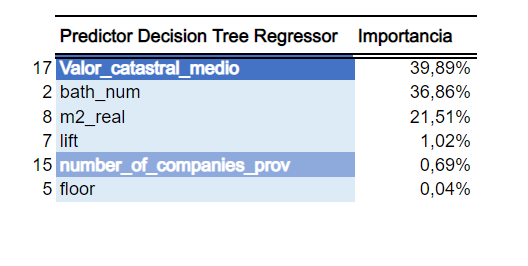 Predictor Decision Tree Regressor Importancia
17 Valor_catastral_medio 39,89%
2 bath_num 36,86%
8 m2_real 21,51%
7 lift 1,02%
15 number_of_companies_prov 0,69%
5 floor 0,04%